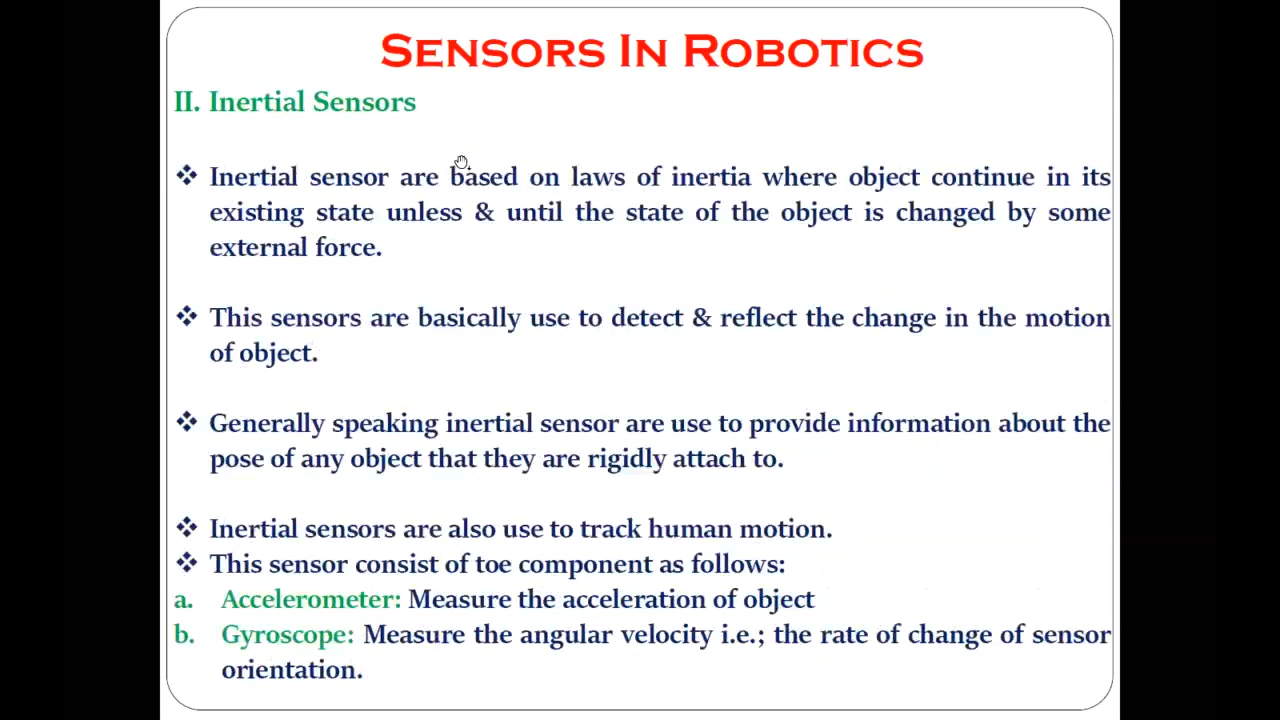 SENSORS IN ROBOTICS
II. Inertial Sensors
❖ Inertial sensor are based on laws of inertia where object continue in its
existing state unless & until the state of the object is changed by some
external force.
❖ This sensors are basically use to detect & reflect the change in the motion
of object.
❖ Generally speaking inertial sensor are use to provide information about the
pose of any object that they are rigidly attach to.
❖ Inertial sensors are also use to track human motion.
❖ This sensor consist of toe component as follows:
a. Accelerometer: Measure the acceleration of object
b. Gyroscope: Measure the angular velocity i.e.; the rate of change of sensor
orientation.